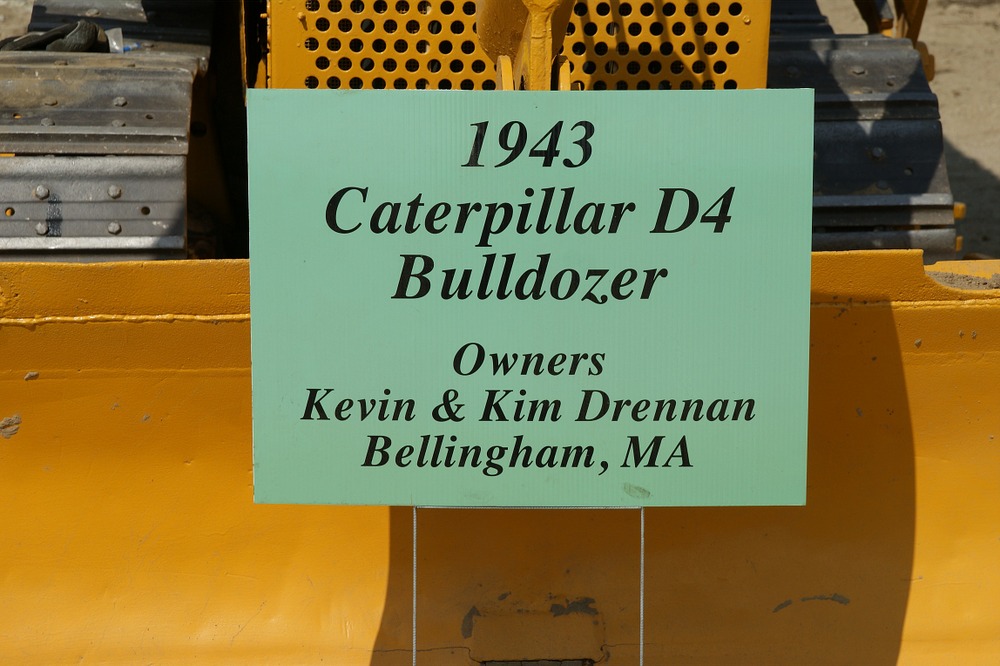 1943
Caterpillar D4
Bulldozer
Owners
Kevin & Kim Drennan
Bellingham, MA